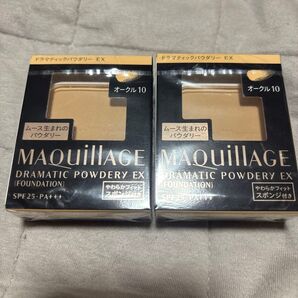 ドラマティックパウダリー EX
オークル10
ムース生まれの
パウダリー
MAQuillAGE
DRAMATIC POWDERY EX
(FOUNDATION)
やわらかフィット
スポンジ付き
SPF25・PA+++
ドラマティックパウダリー EX
オークル10
ムース生まれの
パウダリー
MAQuillAGE
DRAMATIC POWDERY EX
(FOUNDATION)
やわらかフィット
スポンジ付き
SPF25・PA+++